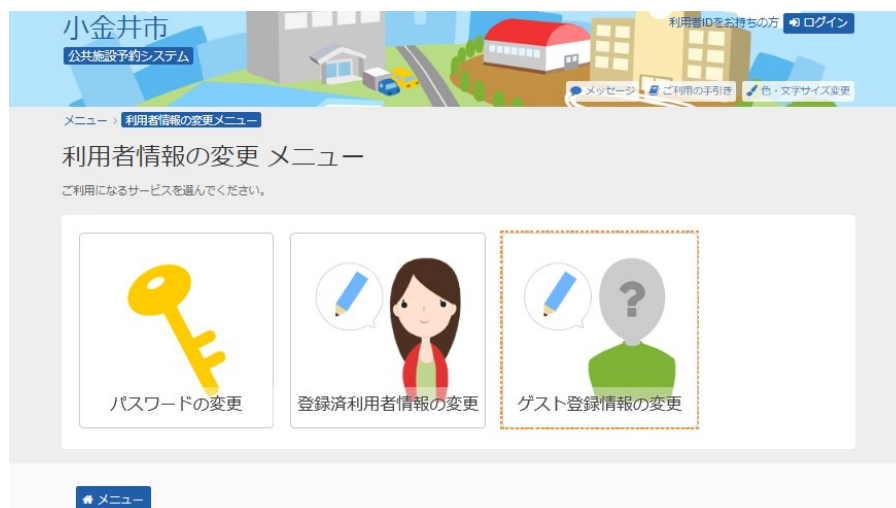 小金井市
公共施設予約システム
利用者IDをお持ちの方 ログイン
メッセージ ご利用の手引き 色・文字サイズ変更
メニュー > 利用者情報の変更メニュー
利用者情報の変更 メニュー
ご利用になるサービスを選んでください。
?
パスワードの変更 登録済利用者情報の変更 ゲスト登録情報の変更
メニュー